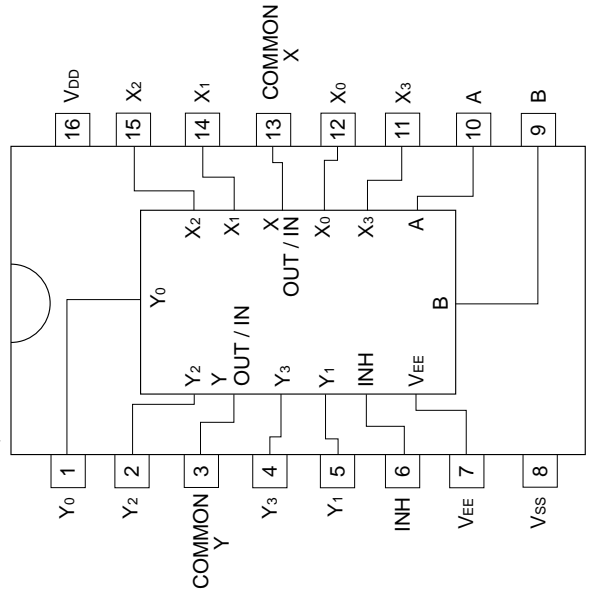 Y0 1
16 VDD
Y2 2
15 X2
COMMON
Y
3
14 X1
Y3 4
13 COMMON
X
Y1 5
12 X0
INH 6
11 X3
VEE 7
10 A
VSS 8
9 B
Y0
Y2
Y
OUT / IN
Y3
Y1
INH
VEE
X2
X1
X
OUT / IN
X0
X3
A
B